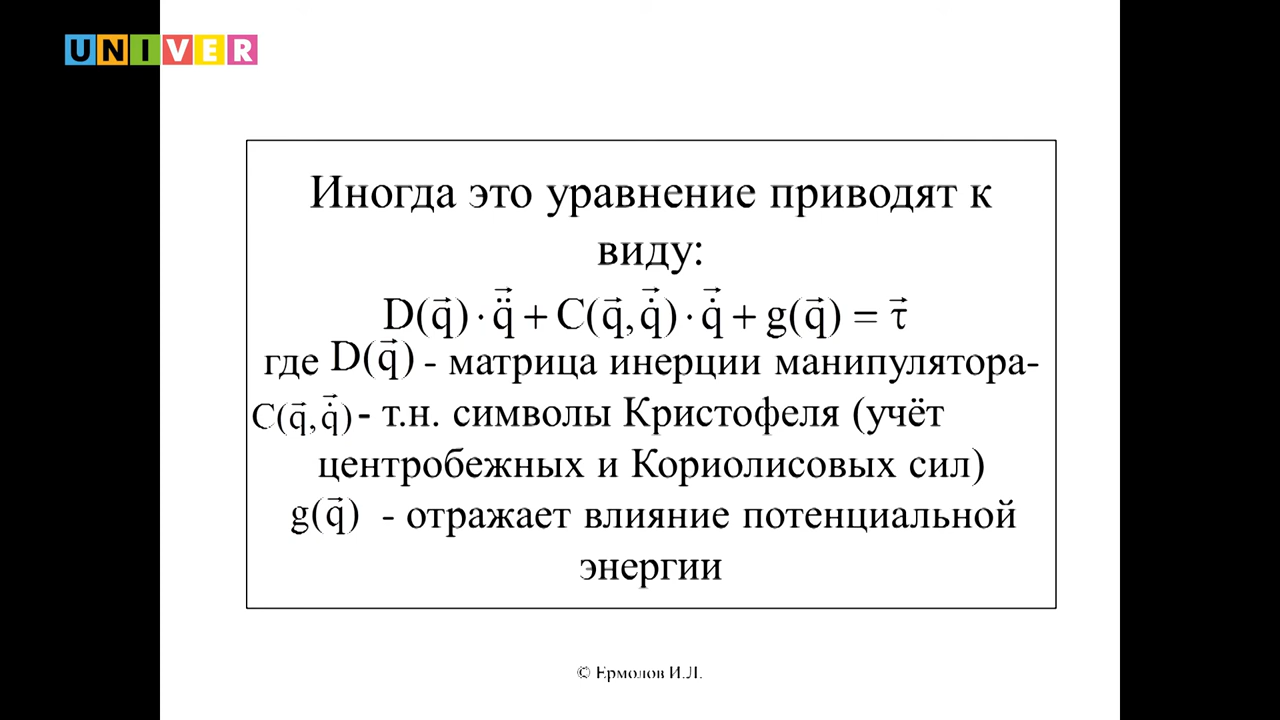 UNIVER
Иногда это уравнение приводят к
виду:
D(q⃗)·q⃗̈ + C(q⃗,q⃗̇)·q⃗̇ + g(q⃗) = τ⃗
где D(q⃗) - матрица инерции манипулятора-
C(q⃗,q⃗̇) - т.н. символы Кристофеля (учёт
центробежных и Кориолисовых сил)
g(q⃗) - отражает влияние потенциальной
энергии
© Ермолов И.Л.